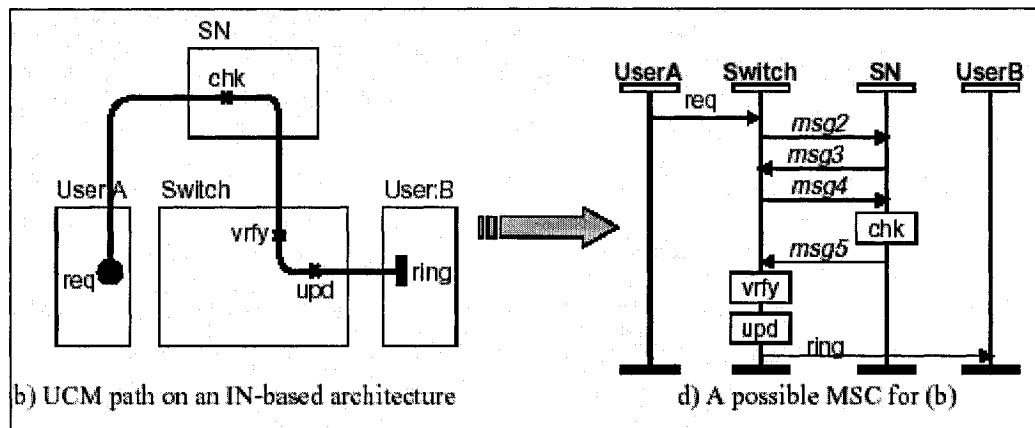 SN
chk
User:A
Switch
User:B
vrfy
req
upd
ring
b) UCM path on an IN-based architecture
UserA
Switch
SN
UserB
req
msg2
msg3
msg4
chk
msg5
vrfy
upd
ring
d) A possible MSC for (b)